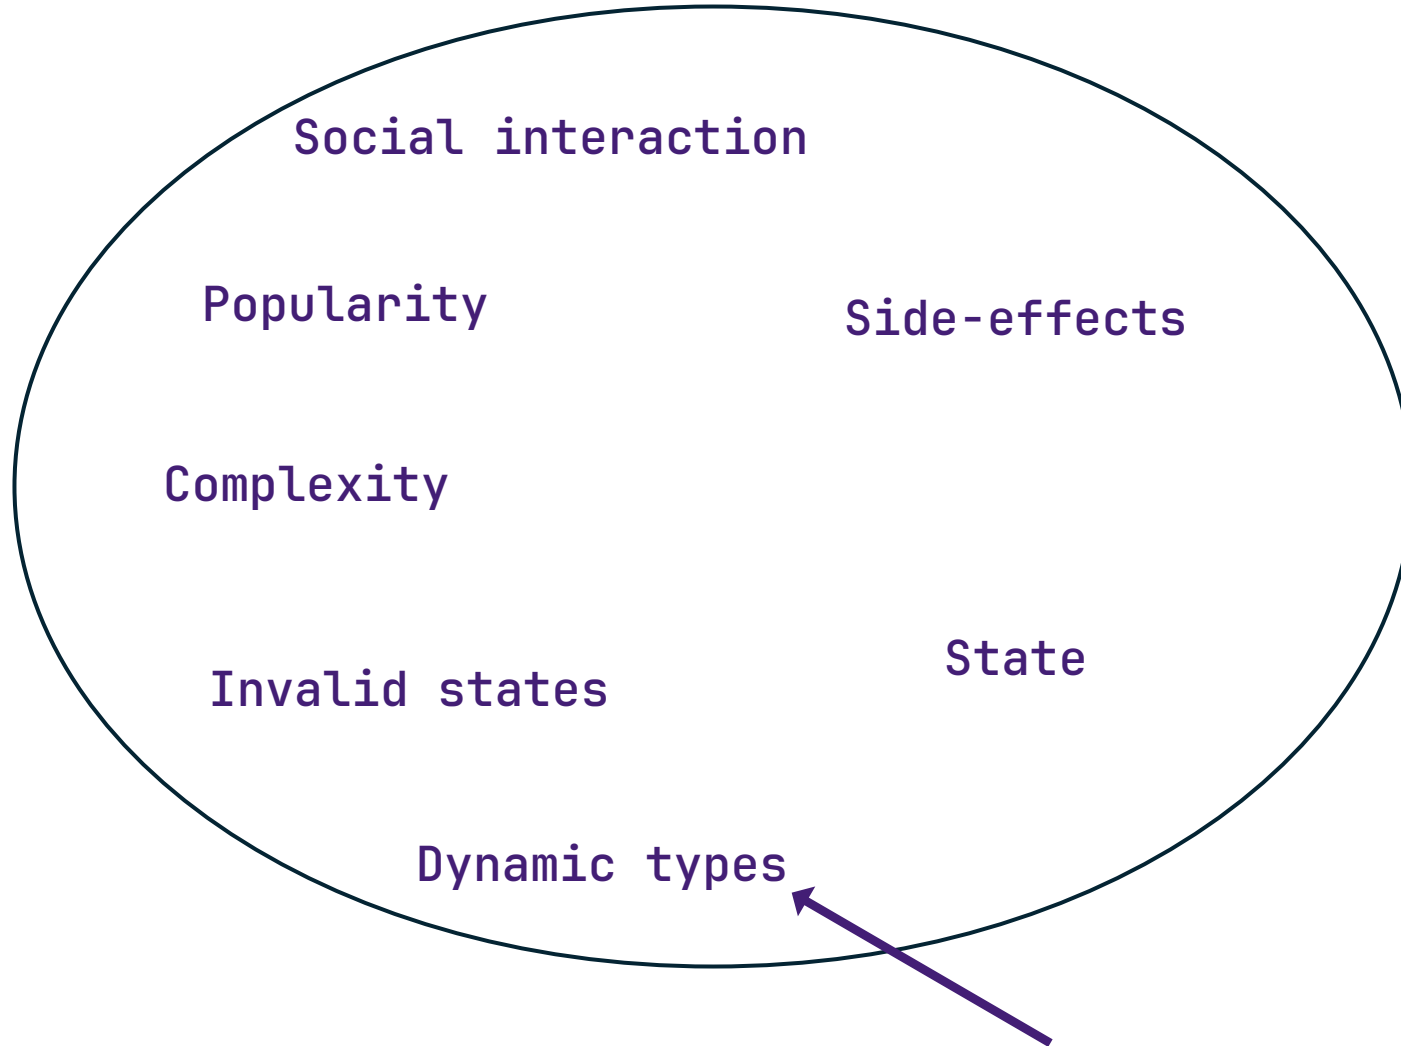 Social interaction
Popularity
Side-effects
Complexity
State
Invalid states
Dynamic types